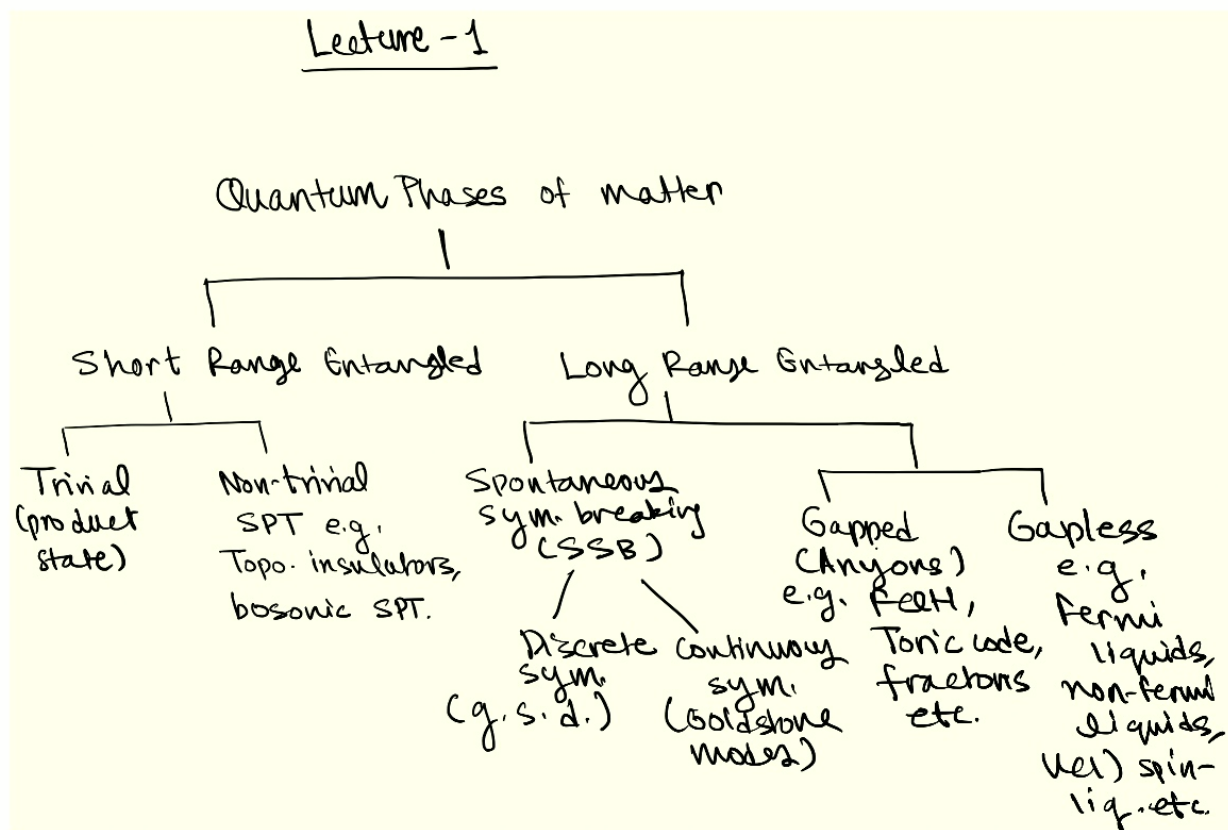 Lecture - 1
Quantum Phases of matter
Short Range Entangled
Long Range Entangled
Trivial
(product
state)
Non-trivial
SPT e.g.
Topo. insulators,
bosonic SPT.
Spontaneous
sym. breaking
(SSB)
Discrete
sym.
(g.s.d.)
continuous
sym.
(Goldstone
modes)
Gapped
(Anyons)
e.g. FQH,
Toric code,
fractons
etc.
Gapless
e.g.
Fermi
liquids,
non-fermi
liquids,
U(1) spin-
liq. etc.